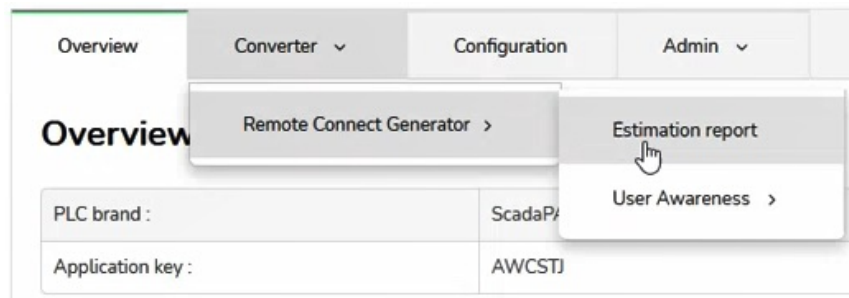 Overview Converter Configuration Admin
Overview Remote Connect Generator Estimation report
User Awareness
PLC brand :
Application key : AWCSTJ